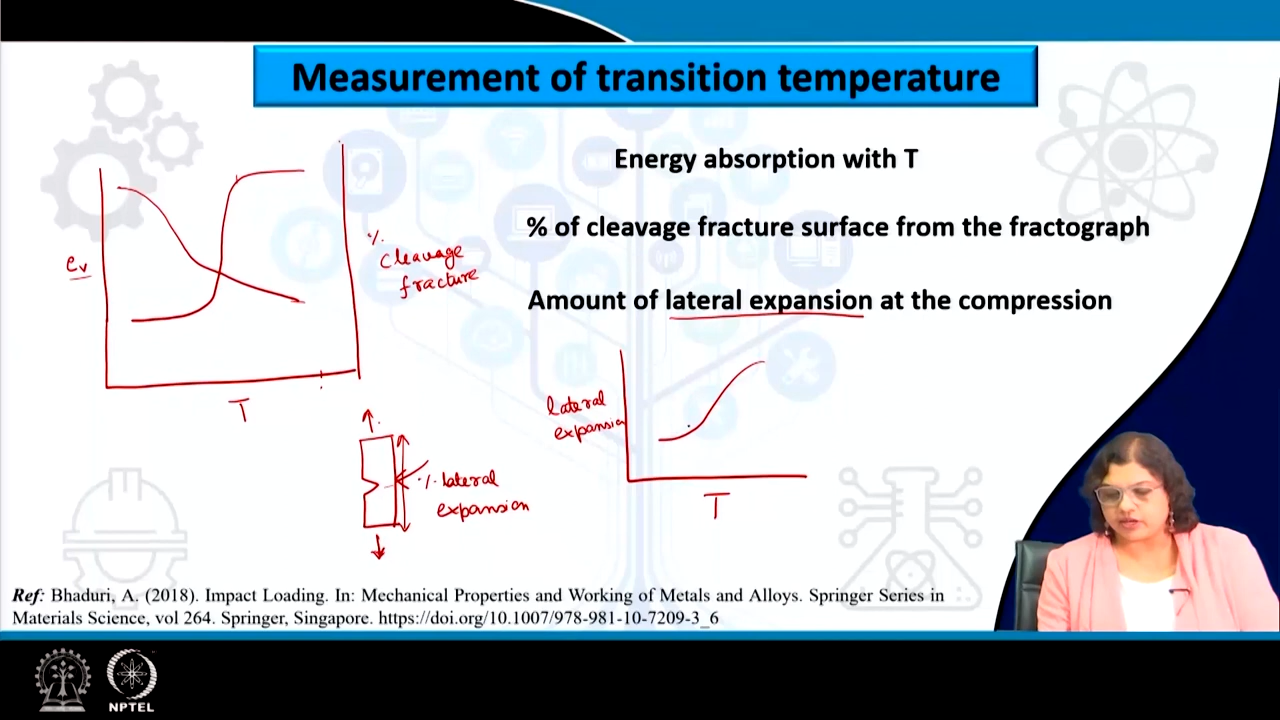 Measurement of transition temperature
Energy absorption with T
% of cleavage fracture surface from the fractograph
Amount of lateral expansion at the compression
ev
T
%
cleavage
fracture
% lateral
expansion
lateral
expansion
T
Ref: Bhaduri, A. (2018). Impact Loading. In: Mechanical Properties and Working of Metals and Alloys. Springer Series in
Materials Science, vol 264. Springer, Singapore. https://doi.org/10.1007/978-981-10-7209-3_6
NPTEL